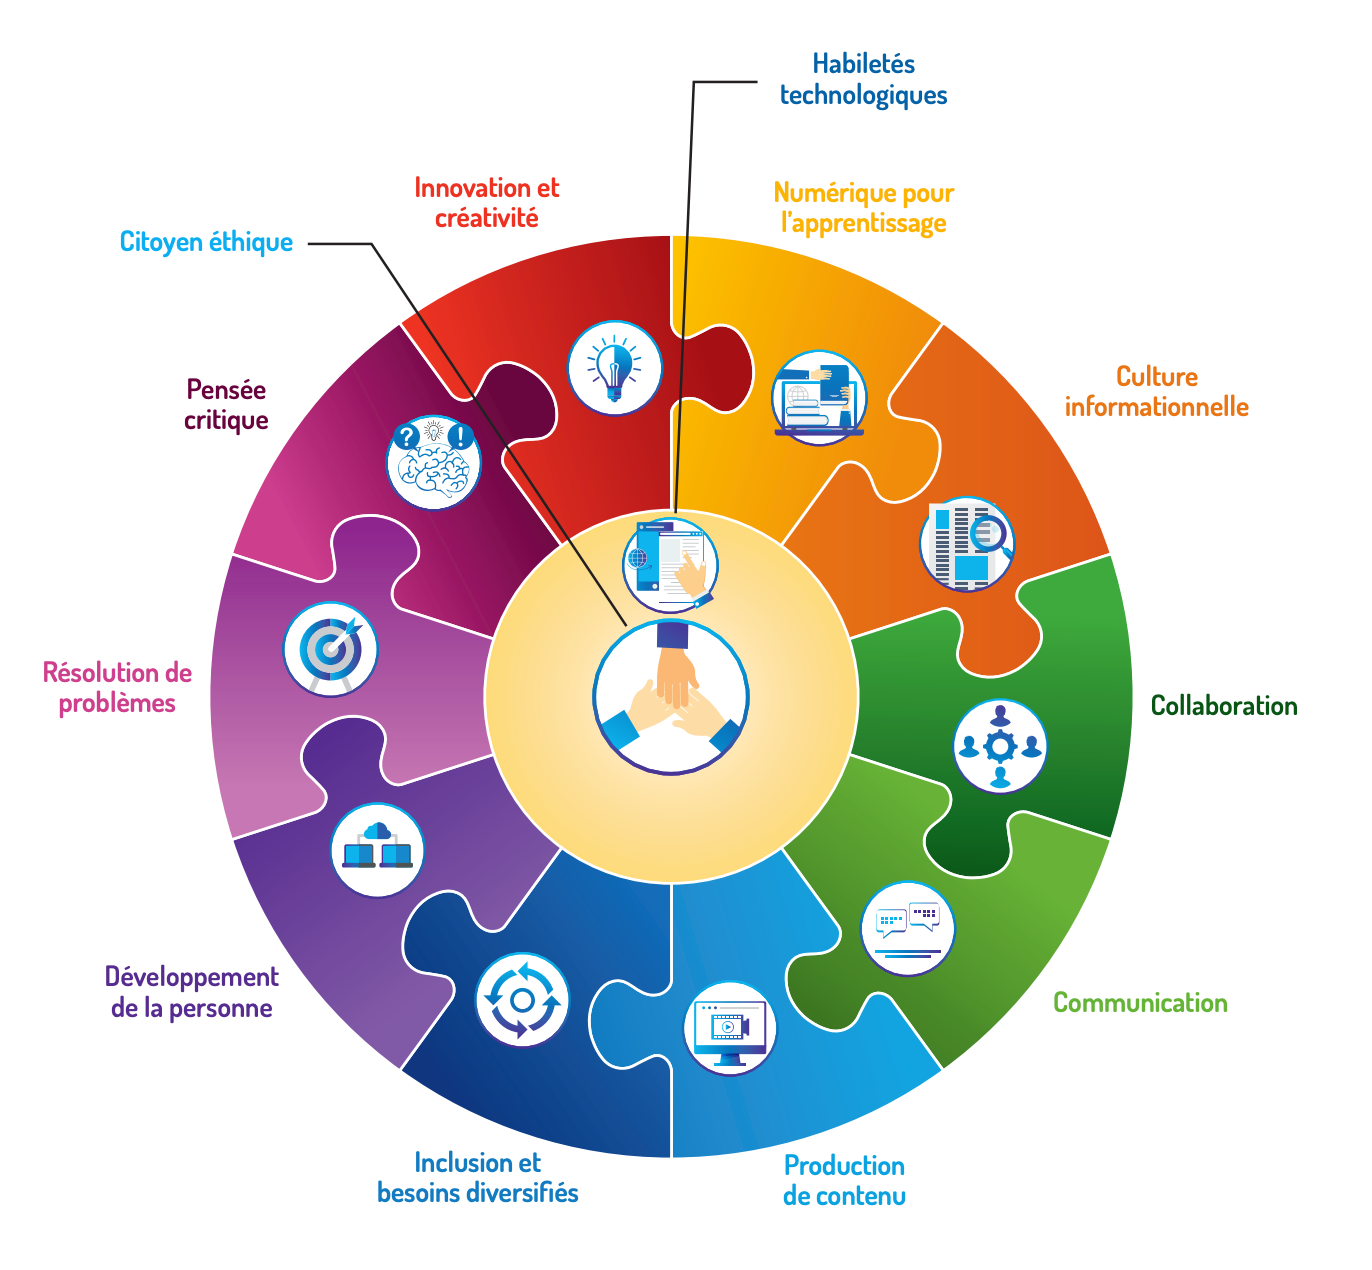 Habiletés
technologiques
Innovation et
créativité
Numérique pour
l’apprentissage
Citoyen éthique
Pensée
critique
Culture
informationnelle
? !
Résolution de
problèmes
Collaboration
Développement
de la personne
Communication
Inclusion et
besoins diversifiés
Production
de contenu